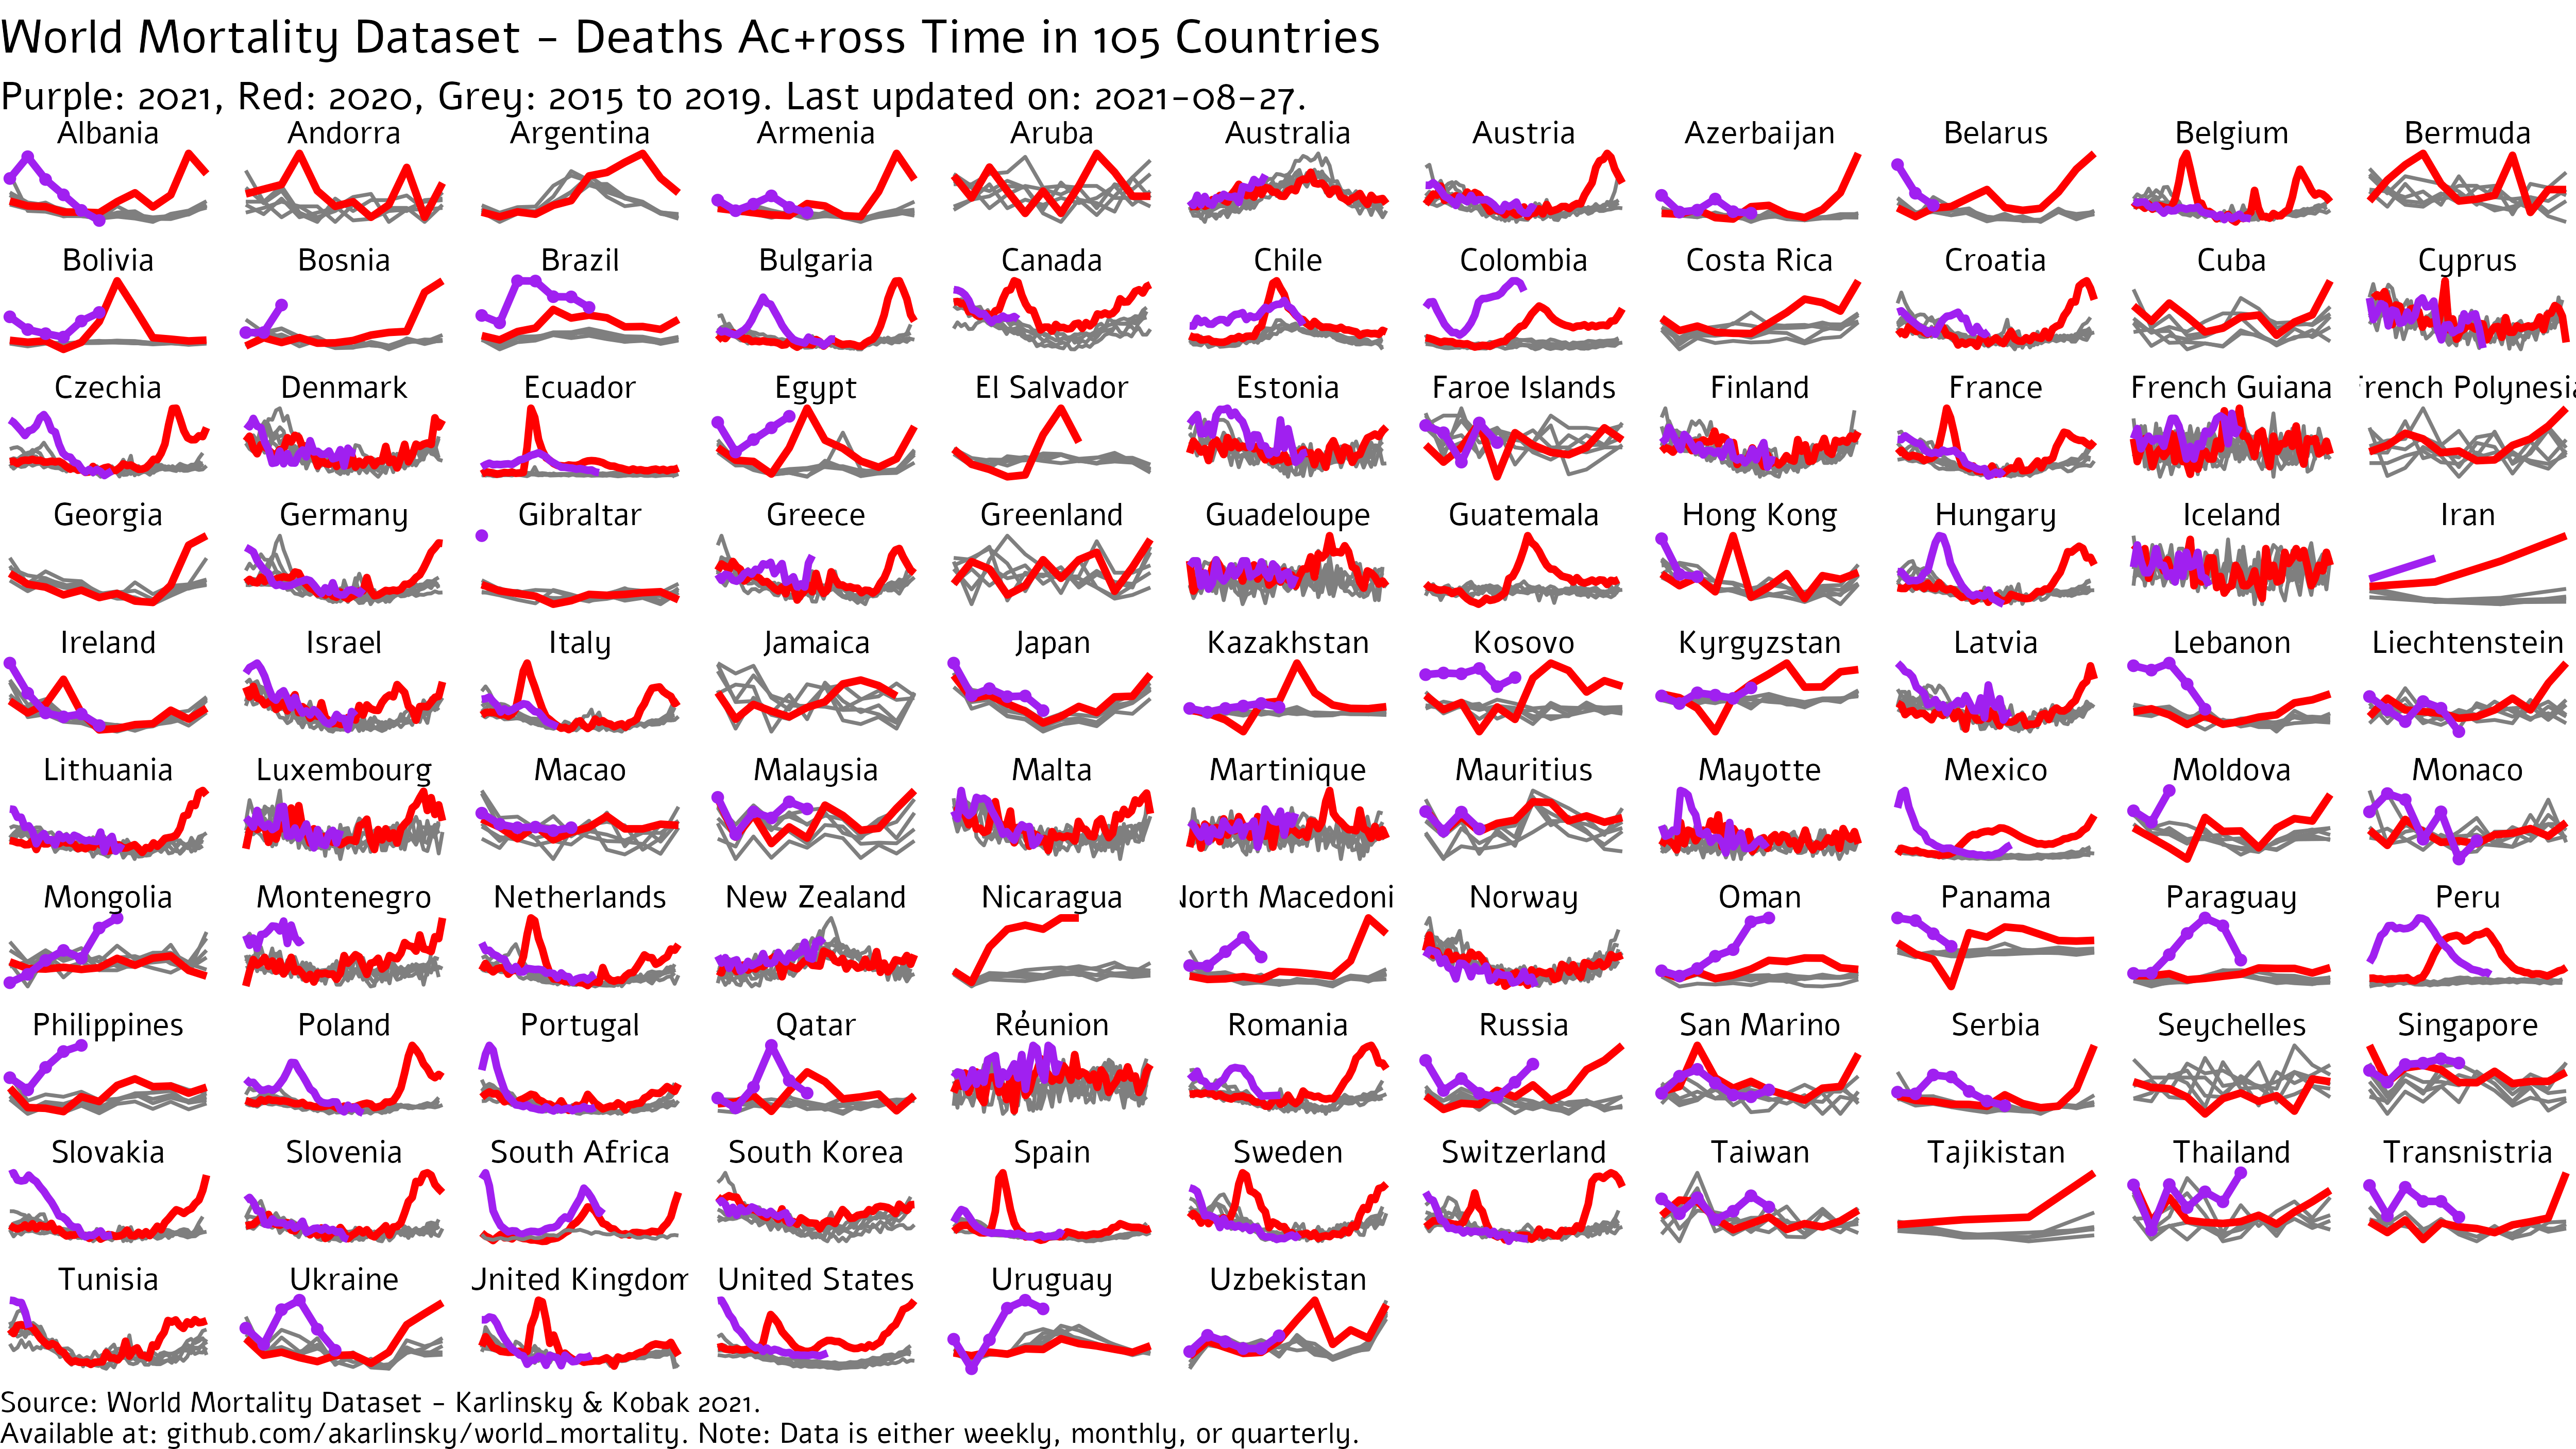 World Mortality Dataset - Deaths Ac+ross Time in 105 Countries
Purple: 2021, Red: 2020, Grey: 2015 to 2019. Last updated on: 2021-08-27.
Albania Andorra Argentina Armenia Aruba Australia Austria Azerbaijan Belarus Belgium Bermuda
Bolivia Bosnia Brazil Bulgaria Canada Chile Colombia Costa Rica Croatia Cuba Cyprus
Czechia Denmark Ecuador Egypt El Salvador Estonia Faroe Islands Finland France French Guiana French Polynesia
Georgia Germany Gibraltar Greece Greenland Guadeloupe Guatemala Hong Kong Hungary Iceland Iran
Ireland Israel Italy Jamaica Japan Kazakhstan Kosovo Kyrgyzstan Latvia Lebanon Liechtenstein
Lithuania Luxembourg Macao Malaysia Malta Martinique Mauritius Mayotte Mexico Moldova Monaco
Mongolia Montenegro Netherlands New Zealand Nicaragua North Macedoni Norway Oman Panama Paraguay Peru
Philippines Poland Portugal Qatar Réunion Romania Russia San Marino Serbia Seychelles Singapore
Slovakia Slovenia South Africa South Korea Spain Sweden Switzerland Taiwan Tajikistan Thailand Transnistria
Tunisia Ukraine United Kingdom United States Uruguay Uzbekistan
Source: World Mortality Dataset - Karlinsky & Kobak 2021.
Available at: github.com/akarlinsky/world_mortality. Note: Data is either weekly, monthly, or quarterly.